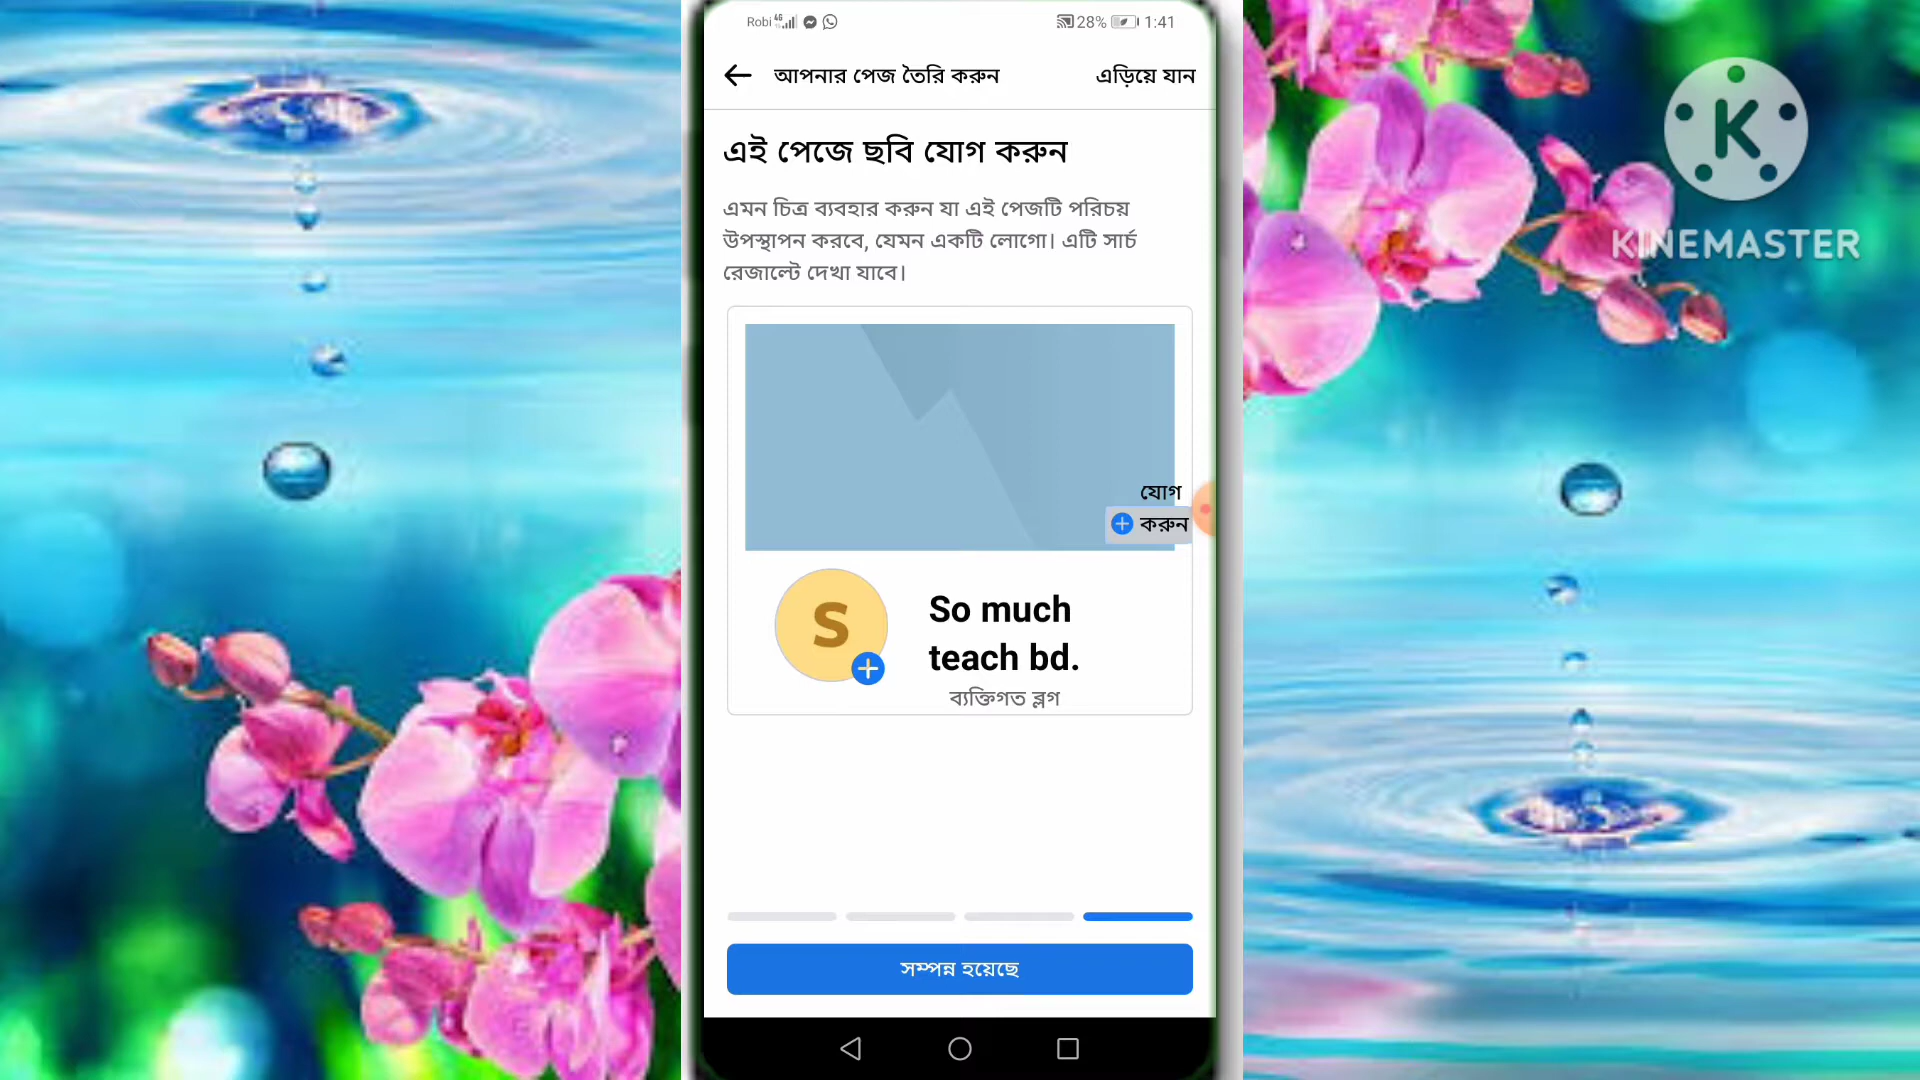 Robi 4G 28% 1:41
আপনার পেজ তৈরি করুন এড়িয়ে যান
এই পেজে ছবি যোগ করুন
এমন চিত্র ব্যবহার করুন যা এই পেজটি পরিচয়
উপস্থাপন করবে, যেমন একটি লোগো। এটি সার্চ
রেজাল্টে দেখা যাবে।
যোগ
করুন
S
So much
teach bd.
ব্যক্তিগত ব্লগ
সম্পন্ন হয়েছে
K
KINEMASTER